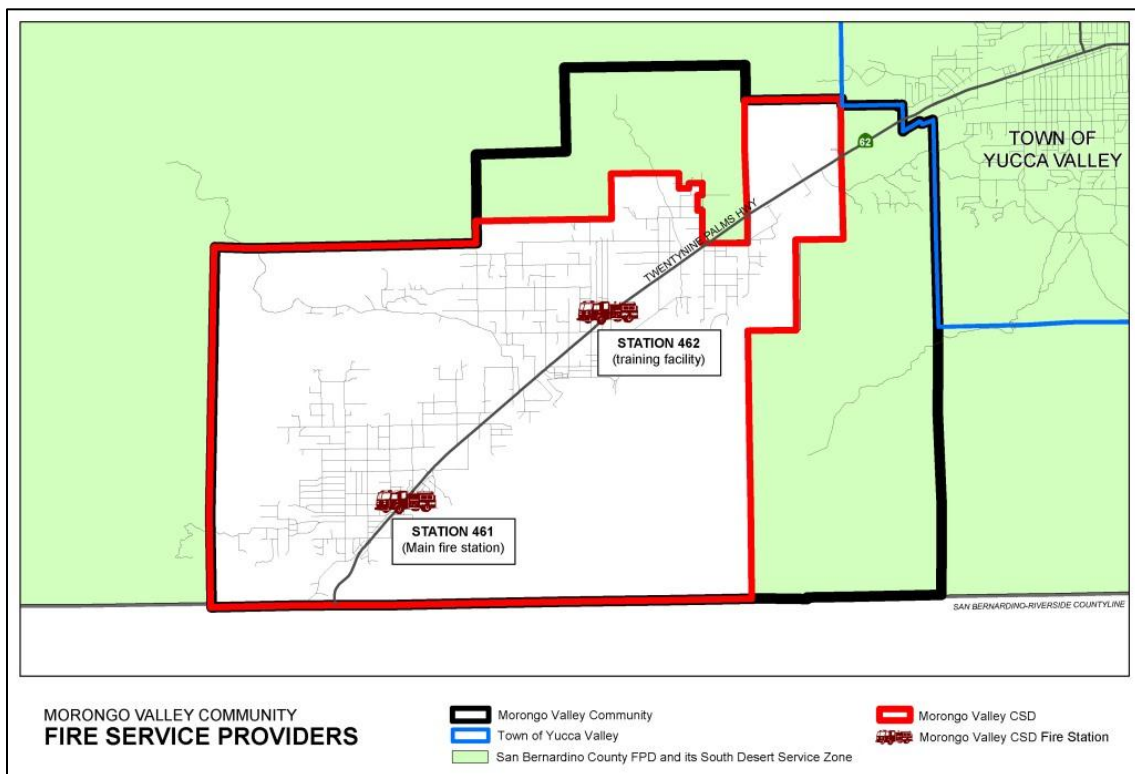 TOWN OF
YUCCA VALLEY
62
TWENTYNINE PALMS HWY
STATION 462
(training facility)
STATION 461
(Main fire station)
SAN BERNARDINO-RIVERSIDE COUNTYLINE
MORONGO VALLEY COMMUNITY
FIRE SERVICE PROVIDERS
Morongo Valley Community
Town of Yucca Valley
San Bernardino County FPD and its South Desert Service Zone
Morongo Valley CSD
Morongo Valley CSD Fire Station